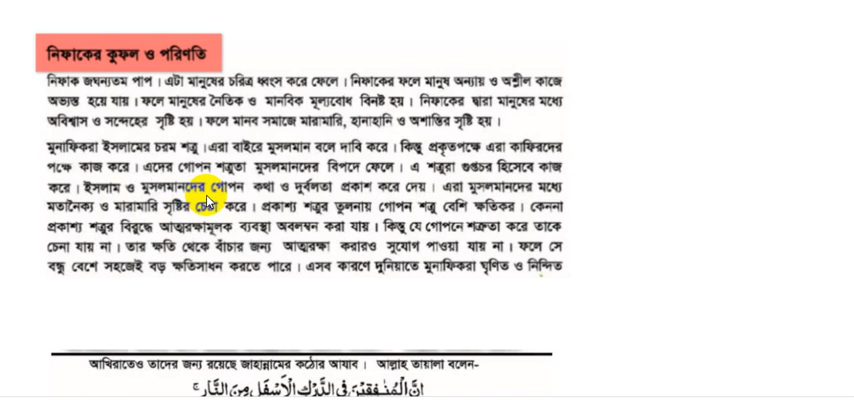 নিফাকের কুফল ও পরিণতি
নিফাক জঘন্যতম পাপ। এটা মানুষের চরিত্র ধ্বংস করে ফেলে। নিফাকের ফলে মানুষ অন্যায় ও অশ্লীল কাজে
অভ্যস্ত হয়ে যায়। ফলে মানুষের নৈতিক ও মানবিক মূল্যবোধ বিনষ্ট হয়। নিফাকের দ্বারা মানুষের মধ্যে
অবিশ্বাস ও সন্দেহের সৃষ্টি হয়। ফলে মানব সমাজে মারামারি, হানাহানি ও অশান্তির সৃষ্টি হয়।
মুনাফিকরা ইসলামের চরম শত্রু।এরা বাইরে মুসলমান বলে দাবি করে। কিন্তু প্রকৃতপক্ষে এরা কাফিরদের
পক্ষে কাজ করে। এদের গোপন শত্রুতা মুসলমানদের বিপদে ফেলে। এ শত্রুরা গুপ্তচর হিসেবে কাজ
করে। ইসলাম ও মুসলমানদের গোপন কথা ও দুর্বলতা প্রকাশ করে দেয়। এরা মুসলমানদের মধ্যে
মতানৈক্য ও মারামারি সৃষ্টির চেষ্টা করে। প্রকাশ্য শত্রুর তুলনায় গোপন শত্রু বেশি ক্ষতিকর। কেননা
প্রকাশ্য শত্রুর বিরুদ্ধে আত্মরক্ষামূলক ব্যবস্থা অবলম্বন করা যায়। কিন্তু যে গোপনে শত্রুতা করে তাকে
চেনা যায় না। তার ক্ষতি থেকে বাঁচার জন্য আত্মরক্ষা করারও সুযোগ পাওয়া যায় না। ফলে সে
বন্ধু বেশে সহজেই বড় ক্ষতিসাধন করতে পারে। এসব কারণে দুনিয়াতে মুনাফিকরা ঘৃণিত ও নিন্দিত
আখিরাতেও তাদের জন্য রয়েছে জাহান্নামের কঠোর আযাব। আল্লাহ তায়ালা বলেন-
اِنَّ الْمُنٰفِقِيْنَ فِى الدَّرْكِ الْاَسْفَلِ مِنَ النَّارِ ۚ